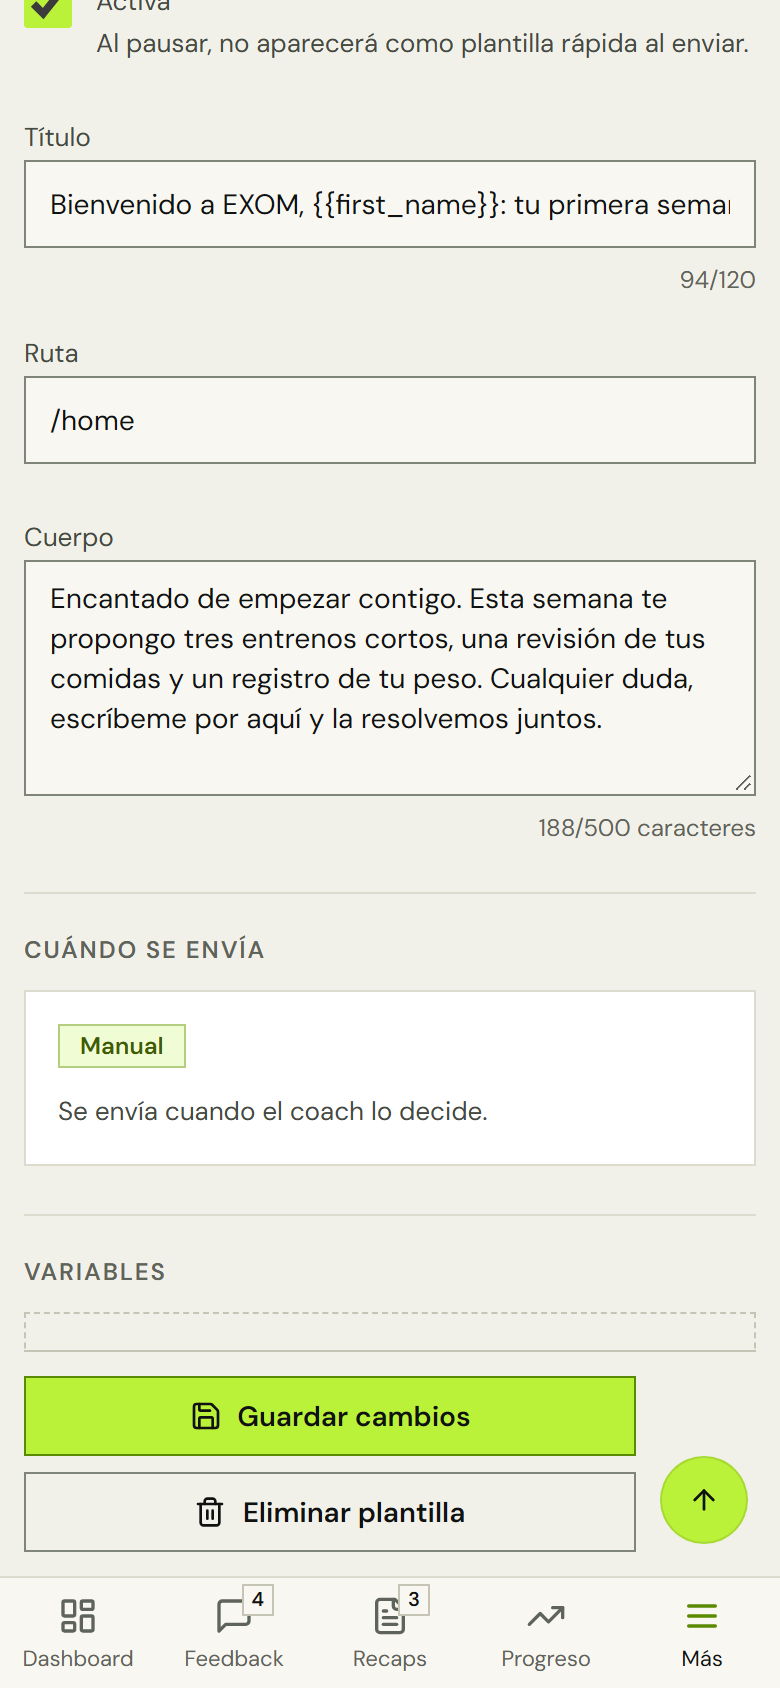 Activa
Al pausar, no aparecerá como plantilla rápida al enviar.
Título
Bienvenido a EXOM, {{first_name}}: tu primera
94/120
Ruta
/home
Cuerpo
Encantado de empezar contigo. Esta semana te
propongo tres entrenos cortos, una revisión de tus
comidas y un registro de tu peso. Cualquier duda,
escríbeme por aquí y la resolvemos juntos.
188/500 caracteres
CUÁNDO SE ENVÍA
Manual
Se envía cuando el coach lo decide.
VARIABLES
Guardar cambios
Eliminar plantilla
4
3
Dashboard
Feedback
Recaps
Progreso
Más